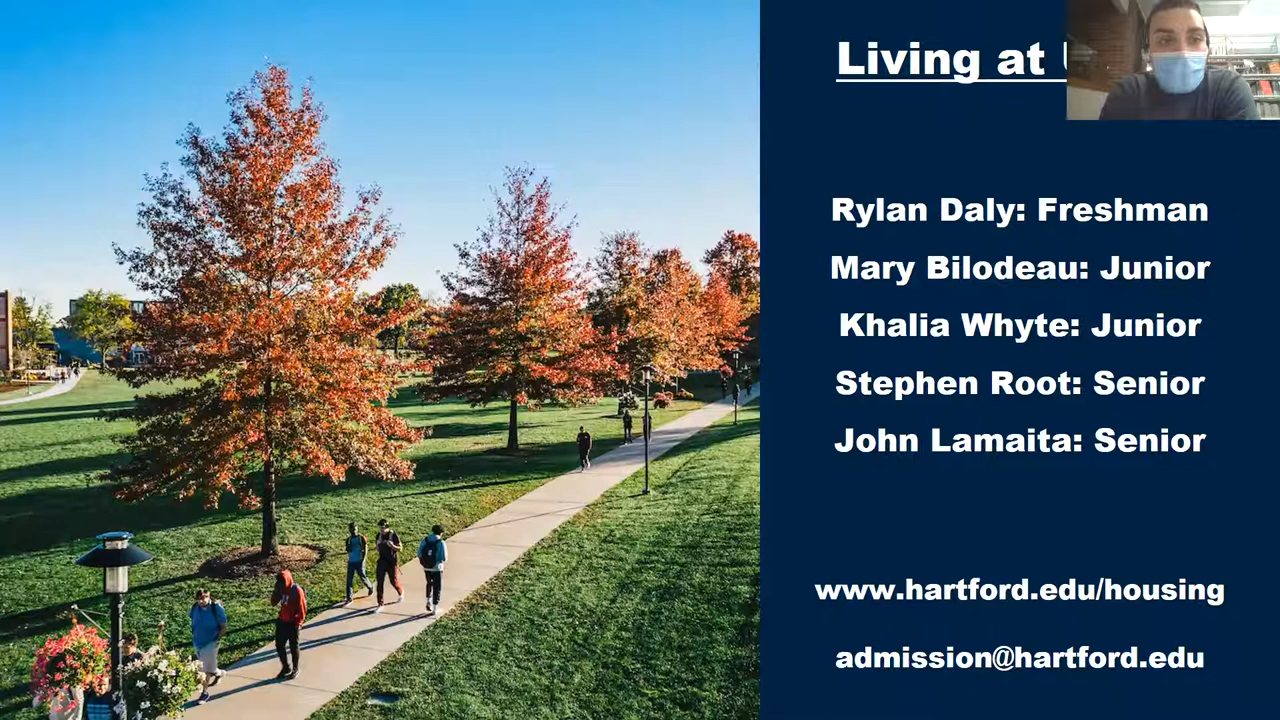 Living at
Rylan Daly: Freshman
Mary Bilodeau: Junior
Khalia Whyte: Junior
Stephen Root: Senior
John Lamaita: Senior
www.hartford.edu/housing
admission@hartford.edu